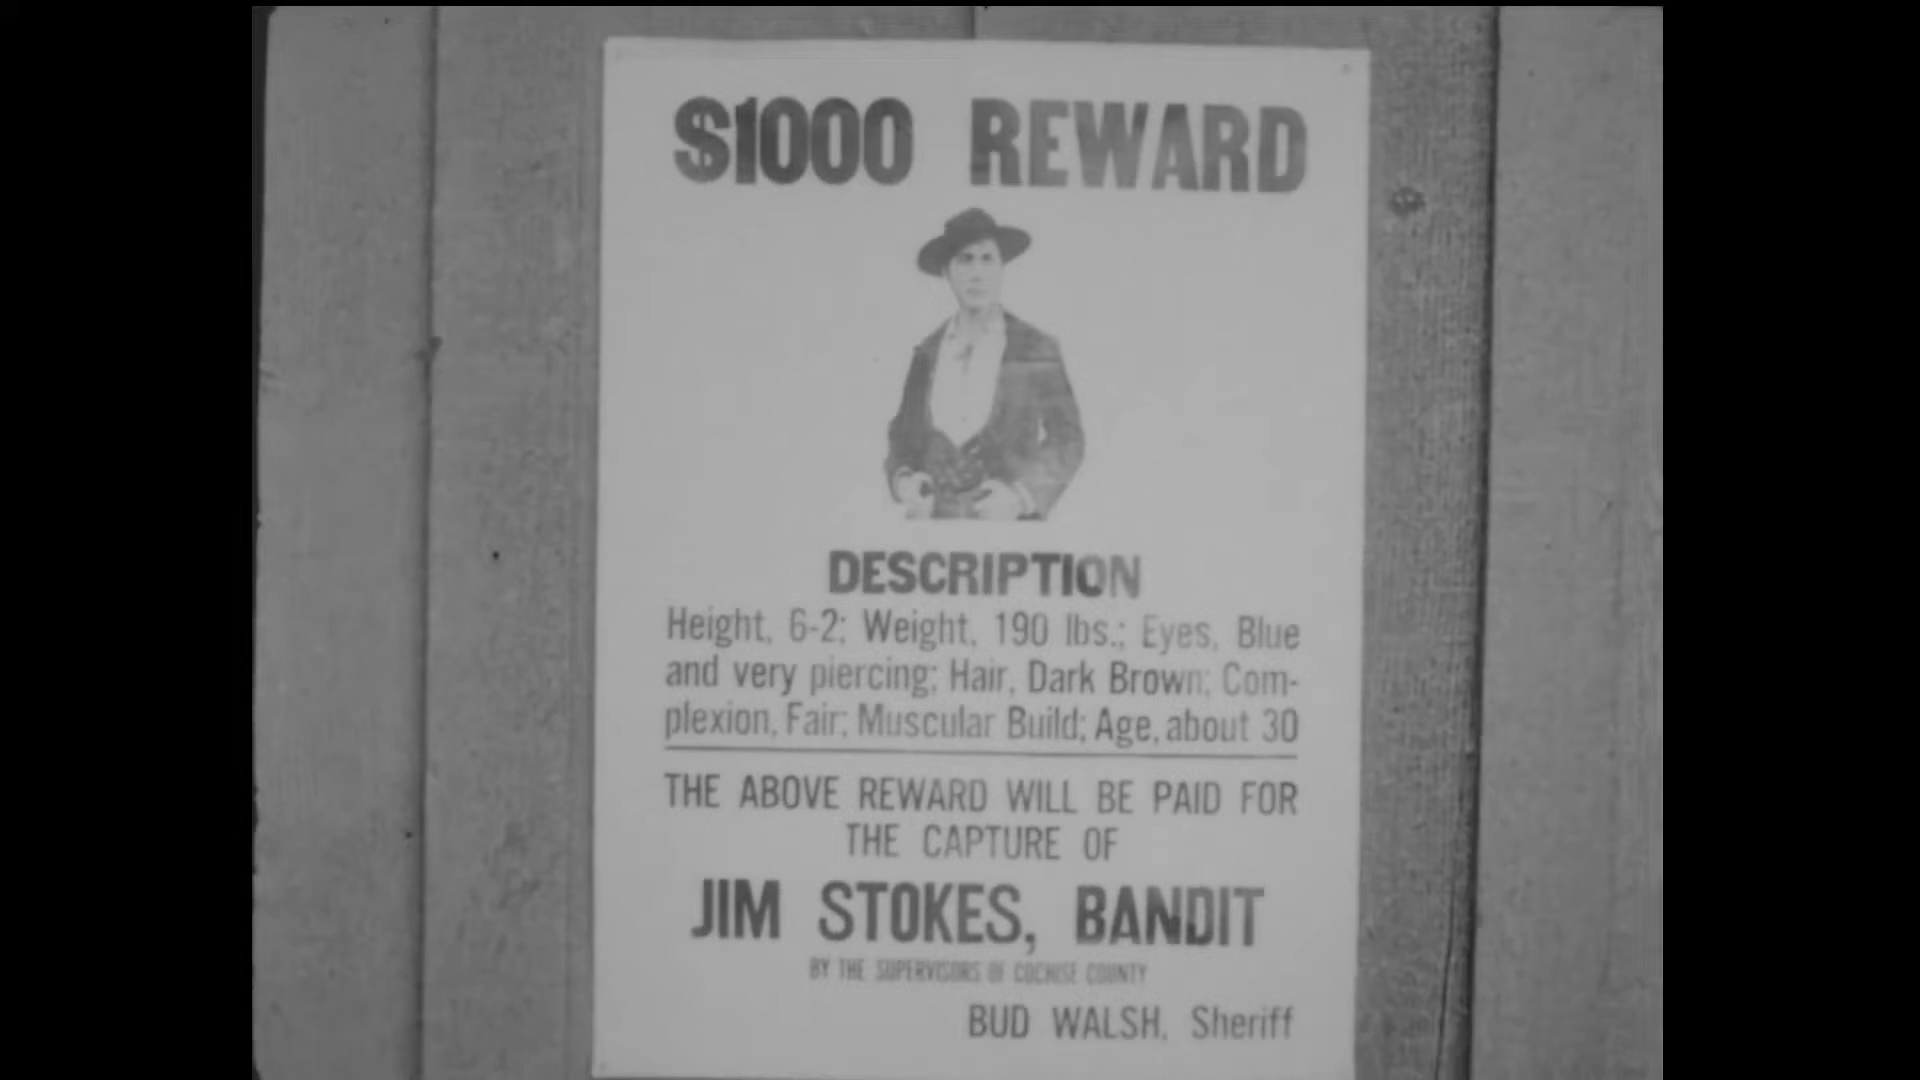 $1000 REWARD
DESCRIPTION
Height, 6-2; Weight, 190 lbs.; Eyes, Blue
and very piercing; Hair, Dark Brown; Com-
plexion, Fair; Muscular Build; Age, about 30
THE ABOVE REWARD WILL BE PAID FOR
THE CAPTURE OF
JIM STOKES, BANDIT
BY THE SUPERVISORS OF COCHISE COUNTY
BUD WALSH, Sheriff